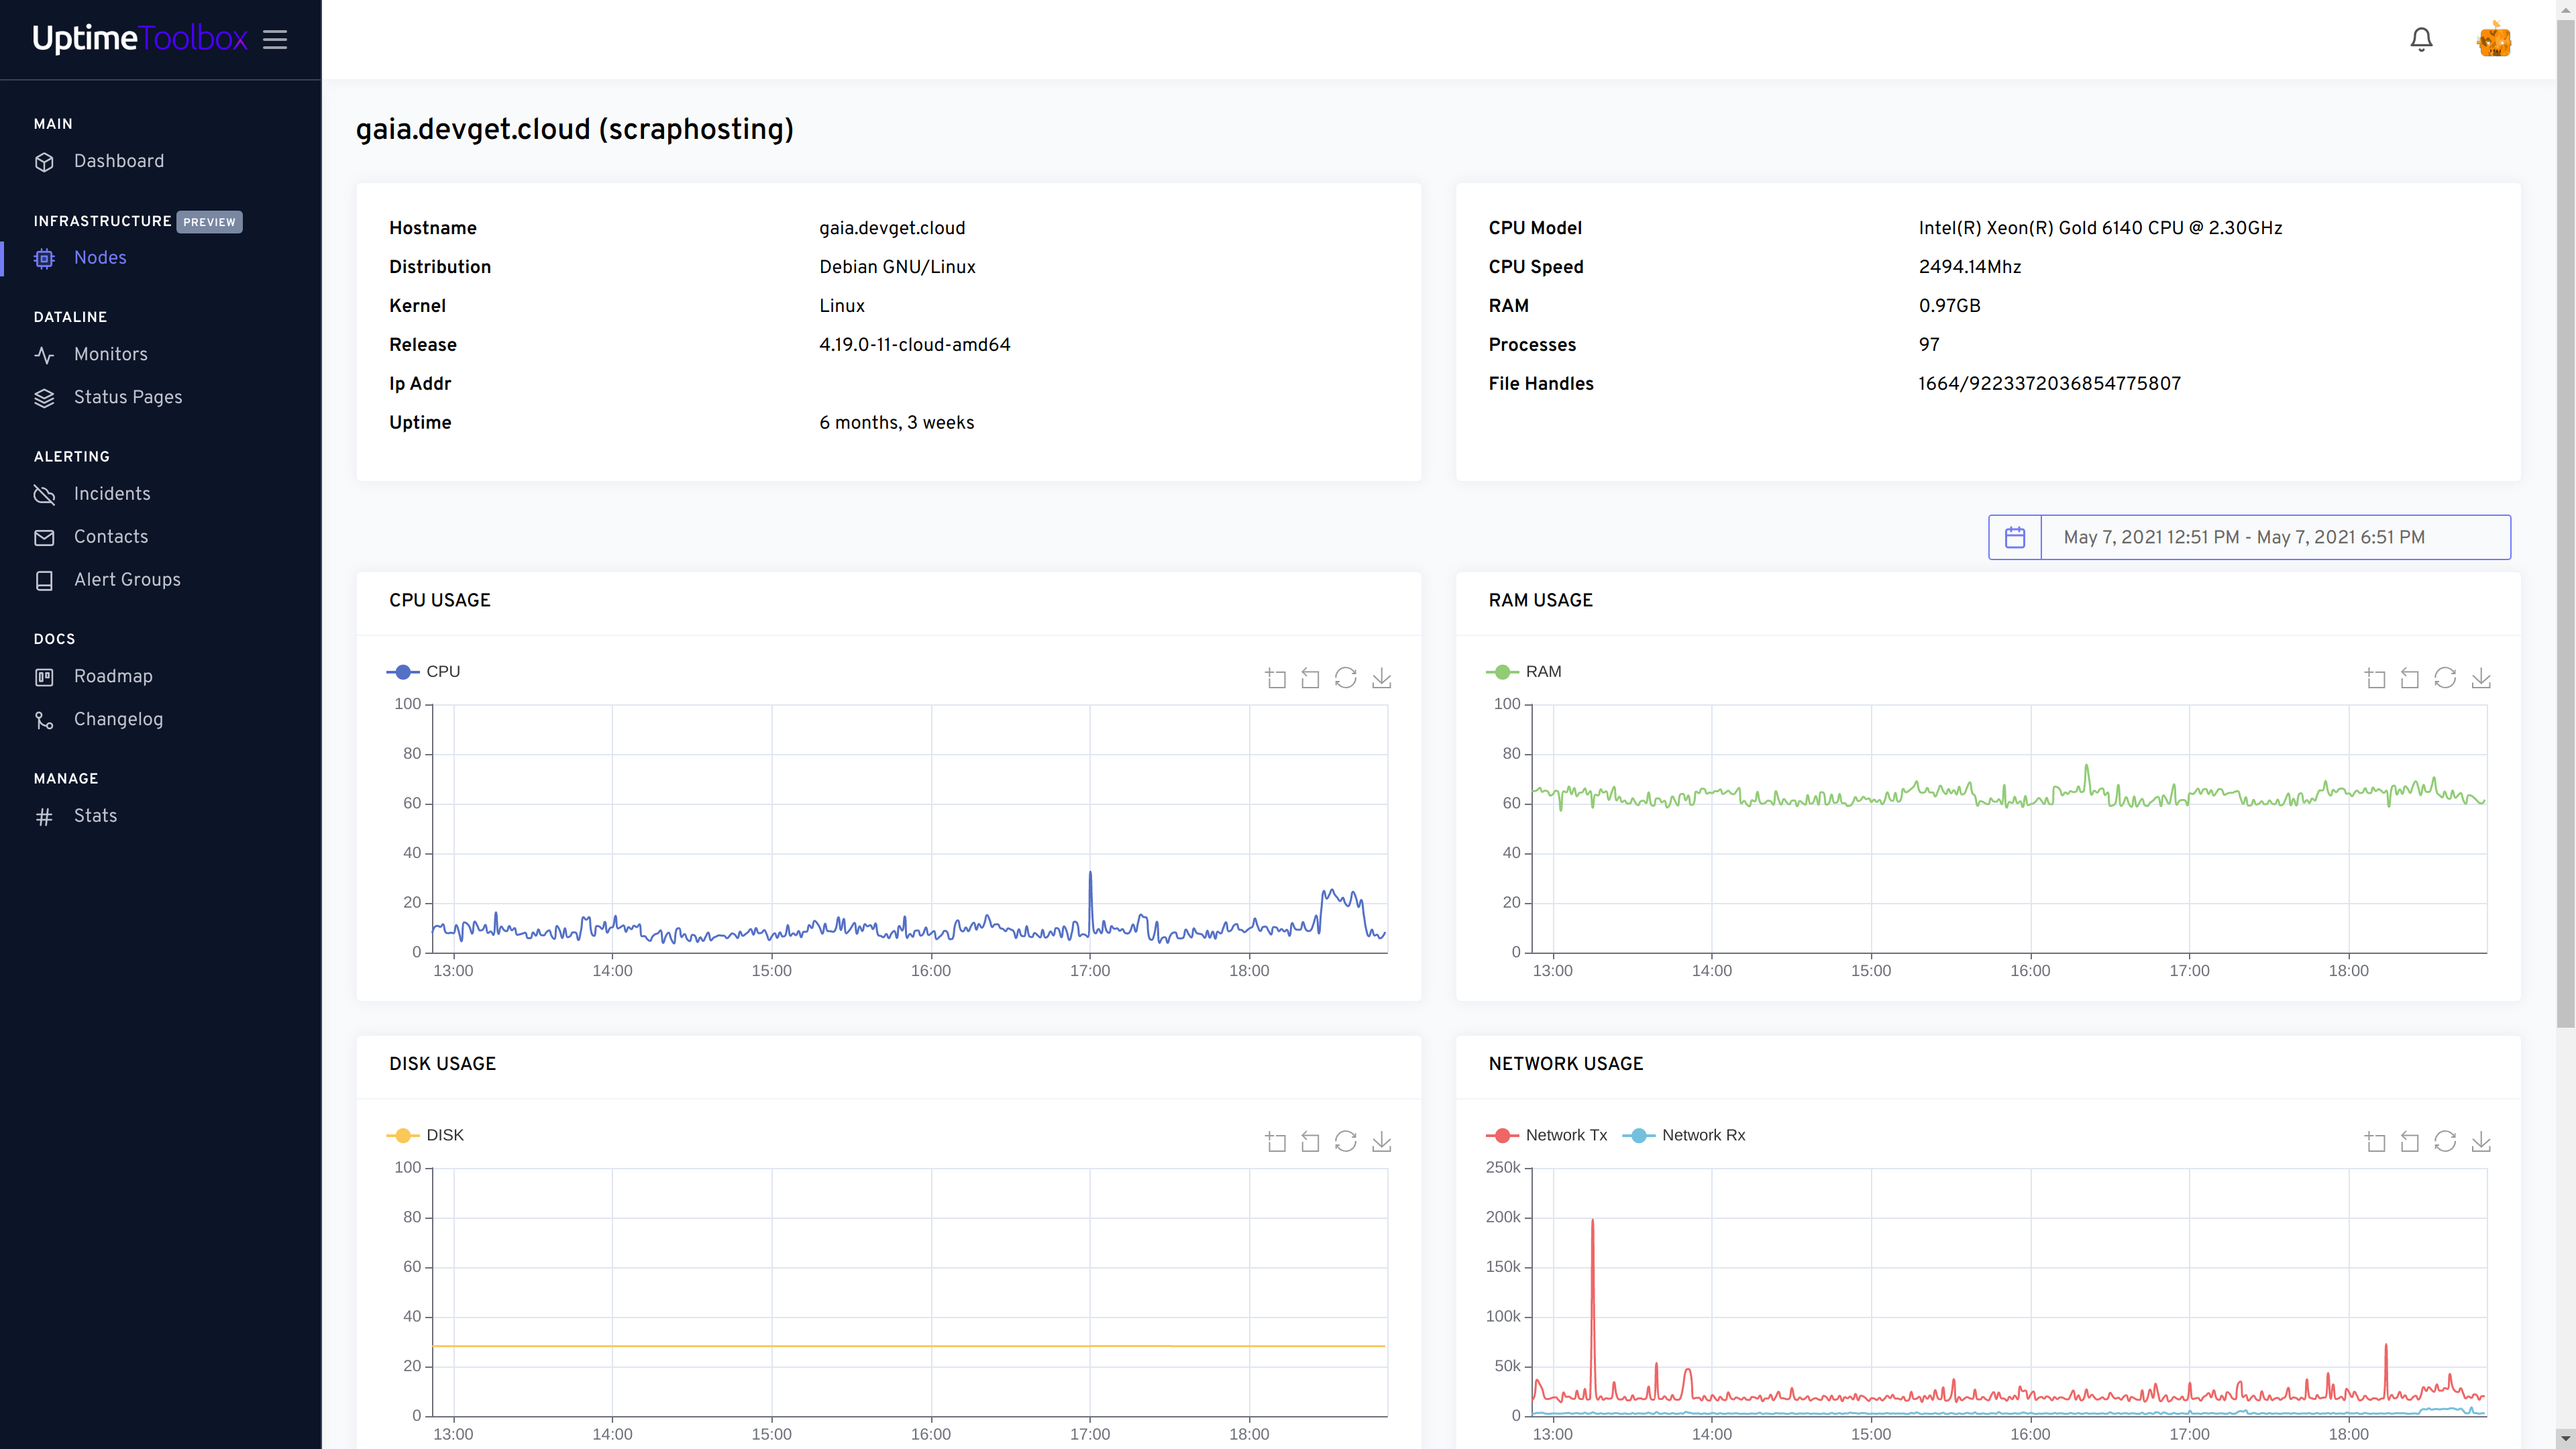 UptimeToolbox
MAIN
Dashboard
INFRASTRUCTURE PREVIEW
Nodes
DATALINE
Monitors
Status Pages
ALERTING
Incidents
Contacts
Alert Groups
DOCS
Roadmap
Changelog
MANAGE
Stats
gaia.devget.cloud (scraphosting)
Hostname gaia.devget.cloud
Distribution Debian GNU/Linux
Kernel Linux
Release 4.19.0-11-cloud-amd64
Ip Addr
Uptime 6 months, 3 weeks
CPU Model Intel(R) Xeon(R) Gold 6140 CPU @ 2.30GHz
CPU Speed 2494.14Mhz
RAM 0.97GB
Processes 97
File Handles 1664/9223372036854775807
May 7, 2021 12:51 PM - May 7, 2021 6:51 PM
CPU USAGE
CPU
100
80
60
40
20
0
13:00 14:00 15:00 16:00 17:00 18:00
RAM USAGE
RAM
100
80
60
40
20
0
13:00 14:00 15:00 16:00 17:00 18:00
DISK USAGE
DISK
100
80
60
40
20
0
13:00 14:00 15:00 16:00 17:00 18:00
NETWORK USAGE
Network Tx Network Rx
250k
200k
150k
100k
50k
0
13:00 14:00 15:00 16:00 17:00 18:00